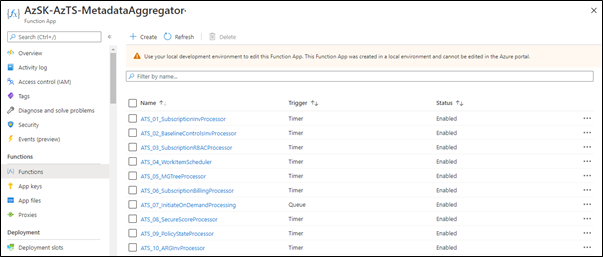 AzSK-AzTS-MetadataAggregator
Function App
Search (Ctrl+/)
Create
Refresh
Delete
Overview
Activity log
Access control (IAM)
Tags
Diagnose and solve problems
Security
Events (preview)
Functions
Functions
App keys
App files
Proxies
Deployment
Deployment slots
Use your local development environment to edit this Function App. This Function App was created in a local environment and cannot be edited in the Azure portal.
Filter by name...
Name Trigger Status
ATS_01_SubscriptionInvProcessor Timer Enabled
ATS_02_BaselineControlsInvProcessor Timer Enabled
ATS_03_SubscriptionRBACProcessor Timer Enabled
ATS_04_WorkItemScheduler Timer Enabled
ATS_05_MGTreeProcessor Timer Enabled
ATS_06_SubscriptionBillingProcessor Timer Enabled
ATS_07_InitiateOnDemandProcessing Queue Enabled
ATS_08_SecureScoreProcessor Timer Enabled
ATS_09_PolicyStateProcessor Timer Enabled
ATS_10_ARGInvProcessor Timer Enabled